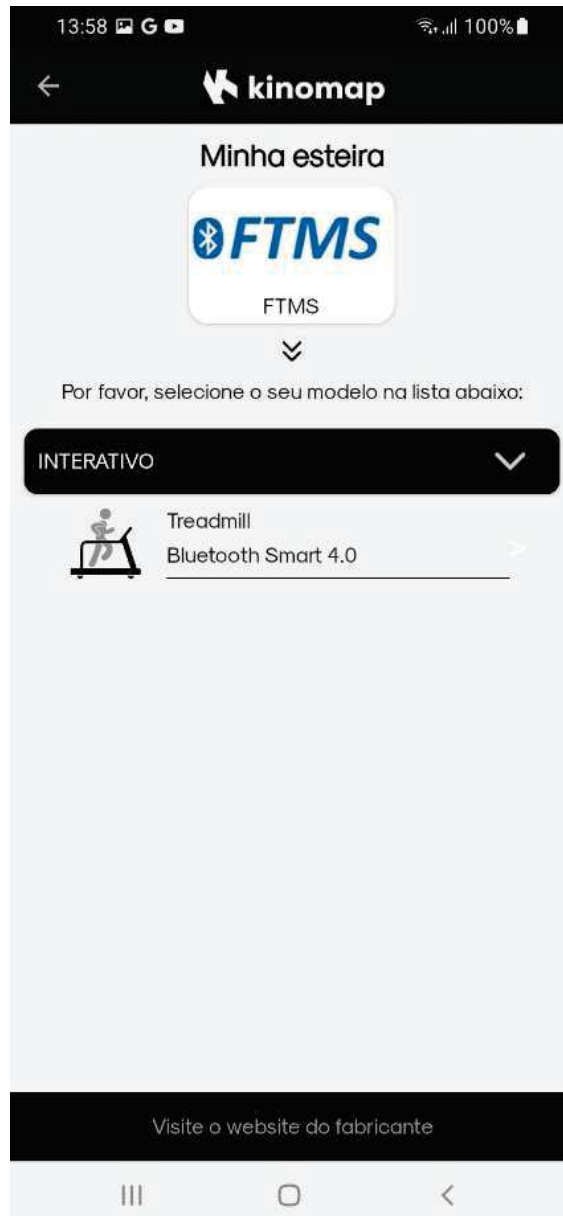 13:58 G 100%
kinomap
Minha esteira
FTMS
FTMS
Por favor, selecione o seu modelo na lista abaixo:
INTERATIVO
Treadmill
Bluetooth Smart 4.0
Visite o website do fabricante